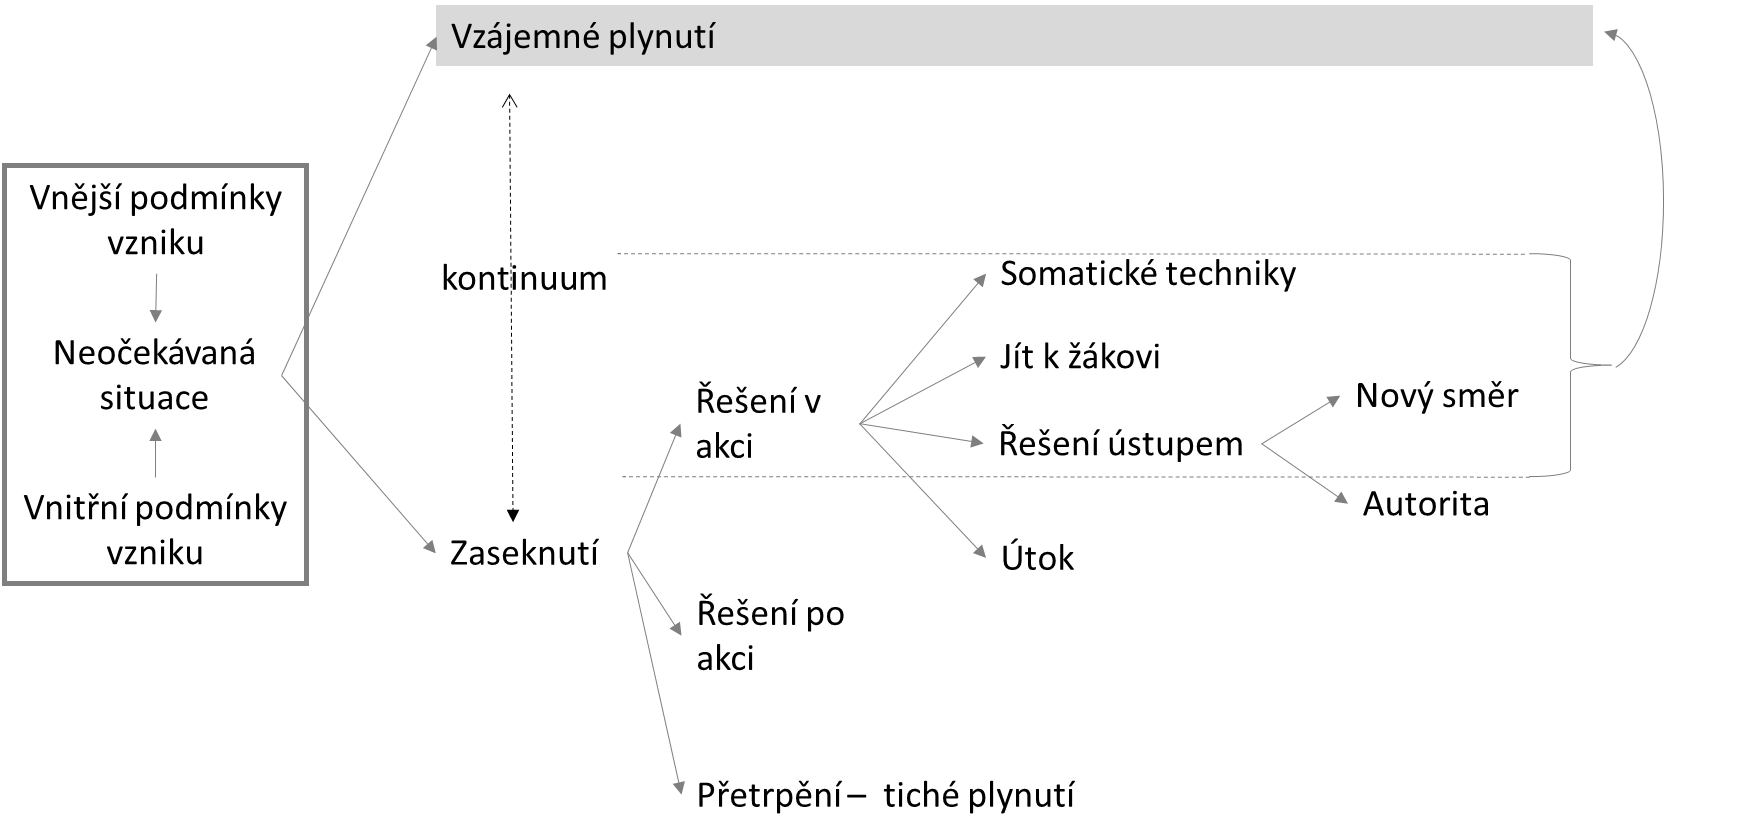 Vzájemné plynutí
Vnější podmínky
vzniku
Neočekávaná
situace
Vnitřní podmínky
vzniku
kontinuum
Zaseknutí
Řešení v
akci
Řešení po
akci
Přetrpění – tiché plynutí
Somatické techniky
Jít k žákovi
Řešení ústupem
Útok
Nový směr
Autorita